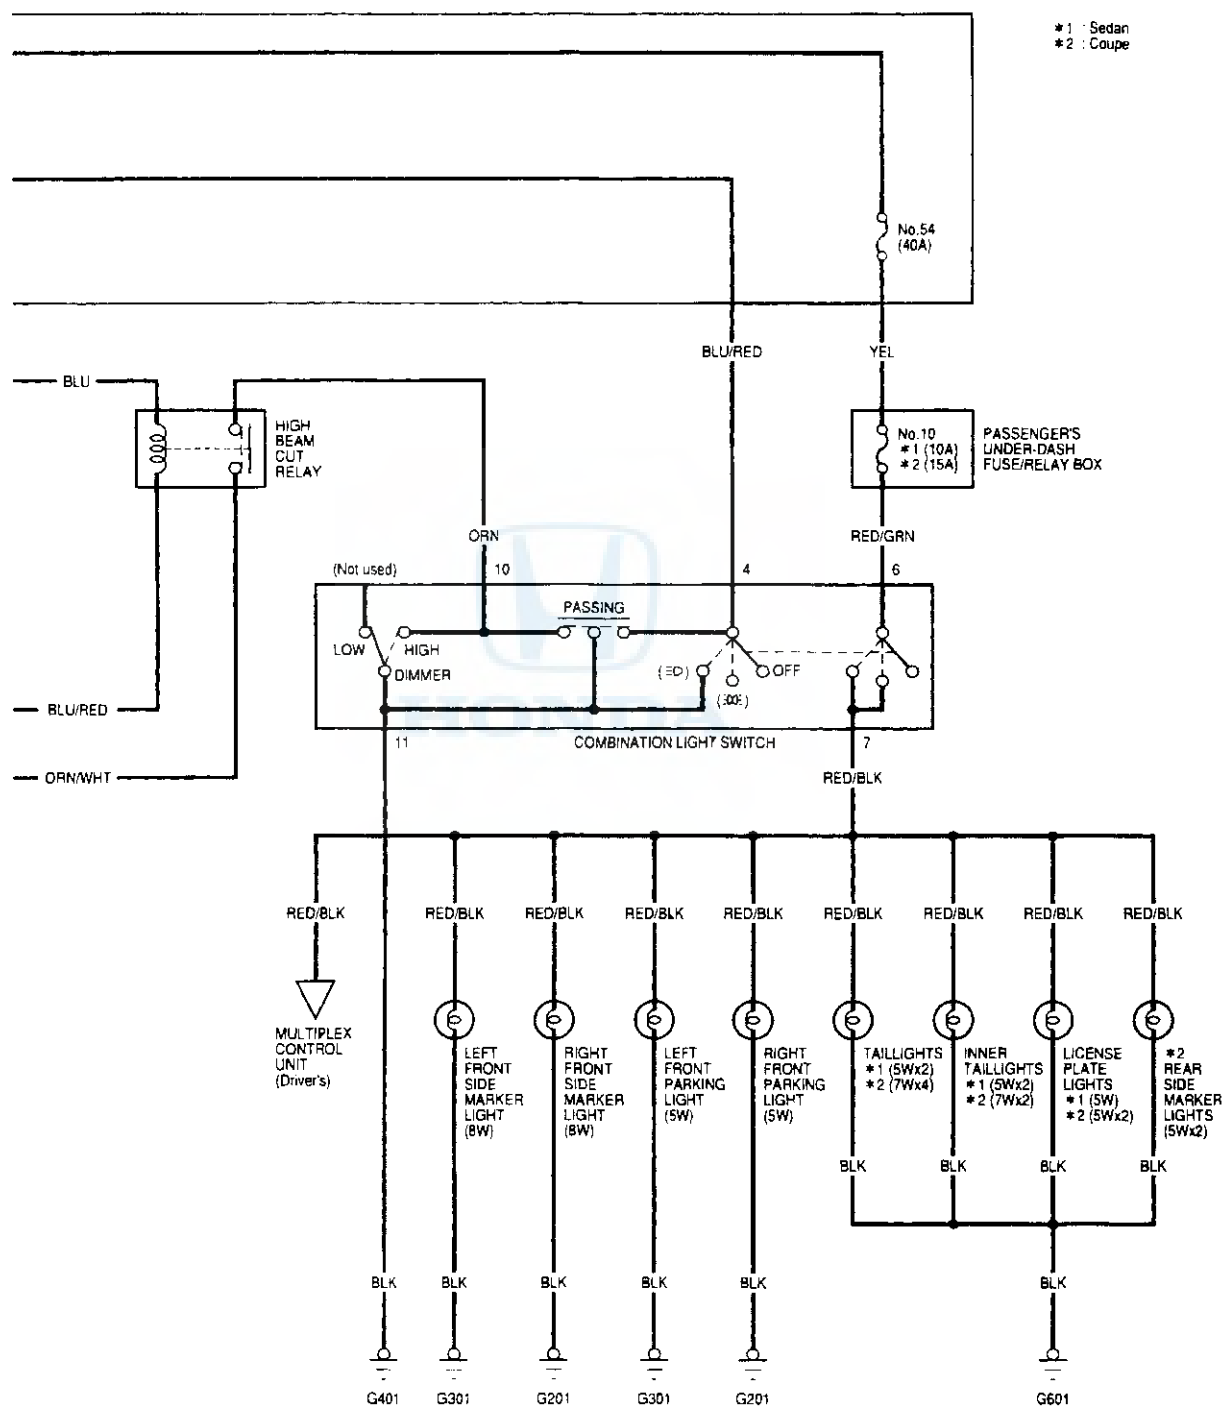 *1 : Sedan
*2 : Coupe
No.54
(40A)
BLU/RED
YEL
BLU
HIGH
BEAM
CUT
RELAY
No.10
*1 (10A)
*2 (15A)
PASSENGER'S
UNDER-DASH
FUSE/RELAY BOX
ORN
RED/GRN
(Not used)
10
4
6
PASSING
LOW
HIGH
DIMMER
OFF
HONDA
BLU/RED
11
COMBINATION LIGHT SWITCH
7
ORN/WHT
RED/BLK
RED/BLK
RED/BLK
RED/BLK
RED/BLK
RED/BLK
RED/BLK
RED/BLK
RED/BLK
RED/BLK
MULTIPLEX
CONTROL
UNIT
(Driver's)
LEFT
FRONT
SIDE
MARKER
LIGHT
(8W)
RIGHT
FRONT
SIDE
MARKER
LIGHT
(8W)
LEFT
FRONT
PARKING
LIGHT
(5W)
RIGHT
FRONT
PARKING
LIGHT
(5W)
TAILLIGHTS
*1 (5Wx2)
*2 (7Wx4)
INNER
TAILLIGHTS
*1 (5Wx2)
*2 (7Wx2)
LICENSE
PLATE
LIGHTS
*1 (5W)
*2 (5Wx2)
*2
REAR
SIDE
MARKER
LIGHTS
(5Wx2)
BLK
BLK
BLK
BLK
BLK
BLK
BLK
BLK
BLK
BLK
G401
G301
G201
G301
G201
G601